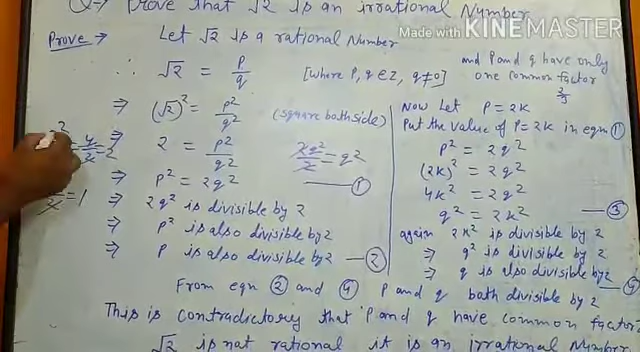 Q→ Prove that √2 is an irrational Number
Made with KINEMASTER
Prove → Let √2 is a rational Number
∴ √2 = P/q [where P, q ∈ Z, q ≠ 0]
⇒ (√2)² = P²/q² (square both side)
⇒ 2 = P²/q²
2q²/2 = q²
⇒ P² = 2q² — ①
⇒ 2q² is divisible by 2
⇒ P² is also divisible by 2
⇒ P is also divisible by 2 — ②
= 1
and P and q have only
one common factor
Now Let P = 2K
Put the value of P = 2K in eqn ①
P² = 2q²
(2K)² = 2q²
4K² = 2q²
q² = 2K² — ③
again 2K² is divisible by 2
⇒ q² is divisible by 2
⇒ q is also divisible by 2 — ④
From eqn ② and ④ P and q both divisible by 2
This is contradictory that P and q have common factor
√2 is not rational it is an irrational Number